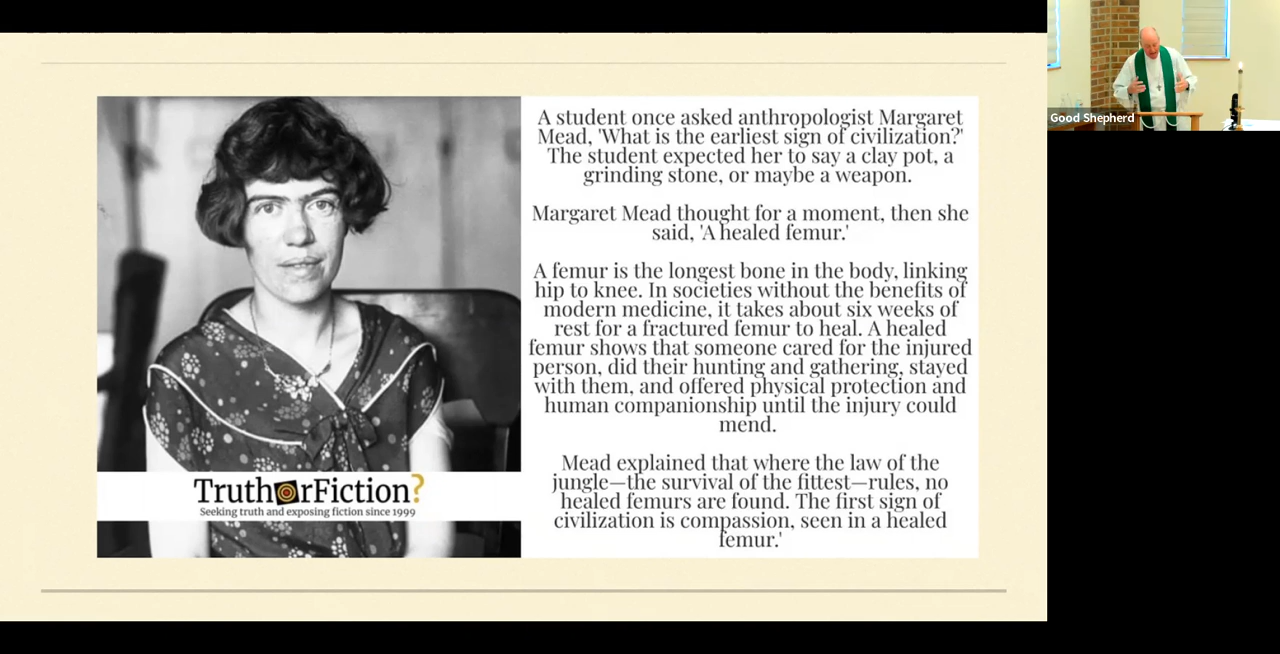 A student once asked anthropologist Margaret
Mead, 'What is the earliest sign of civilization?'
The student expected her to say a clay pot, a
grinding stone, or maybe a weapon.
Margaret Mead thought for a moment, then she
said, 'A healed femur.'
A femur is the longest bone in the body, linking
hip to knee. In societies without the benefits of
modern medicine, it takes about six weeks of
rest for a fractured femur to heal. A healed
femur shows that someone cared for the injured
person, did their hunting and gathering, stayed
with them, and offered physical protection and
human companionship until the injury could
mend.
Mead explained that where the law of the
jungle—the survival of the fittest—rules, no
healed femurs are found. The first sign of
civilization is compassion, seen in a healed
femur.'
TruthorFiction?
Seeking truth and exposing fiction since 1999
Good Shepherd